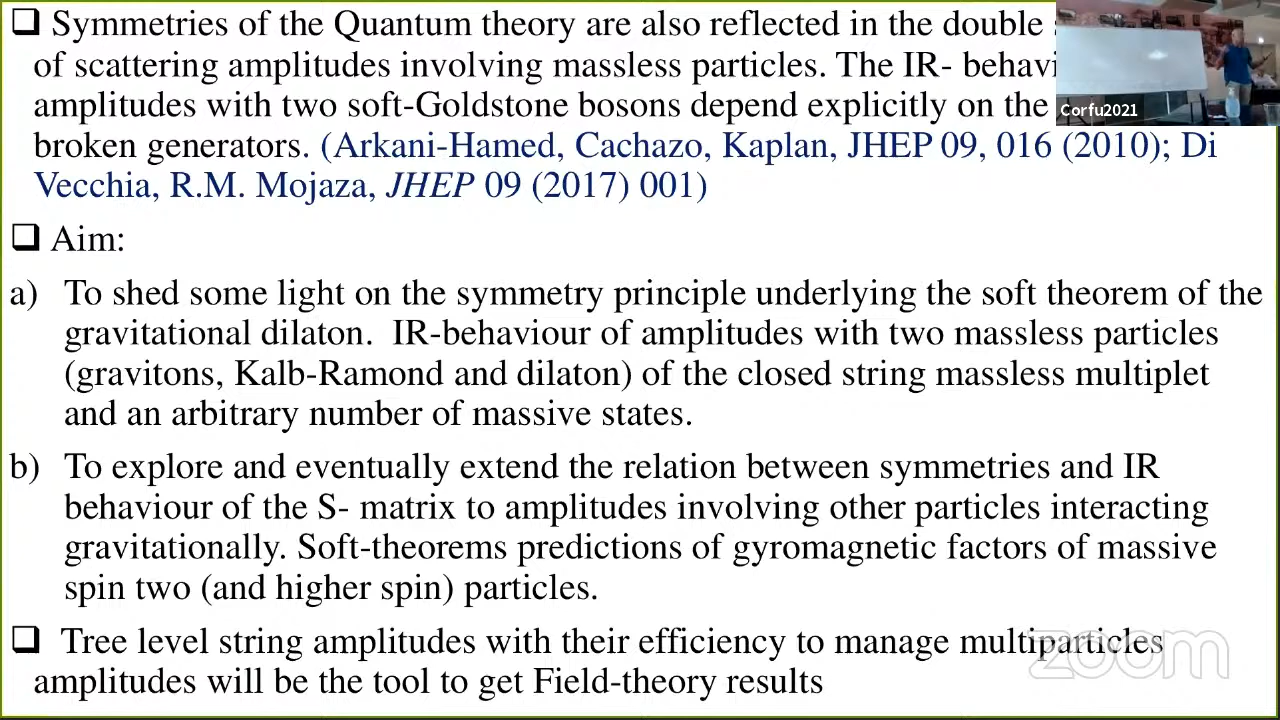 ❑ Symmetries of the Quantum theory are also reflected in the double
of scattering amplitudes involving massless particles. The IR- behavi
amplitudes with two soft-Goldstone bosons depend explicitly on the
broken generators. (Arkani-Hamed, Cachazo, Kaplan, JHEP 09, 016 (2010); Di
Vecchia, R.M. Mojaza, JHEP 09 (2017) 001)
❑ Aim:
a) To shed some light on the symmetry principle underlying the soft theorem of the
gravitational dilaton. IR-behaviour of amplitudes with two massless particles
(gravitons, Kalb-Ramond and dilaton) of the closed string massless multiplet
and an arbitrary number of massive states.
b) To explore and eventually extend the relation between symmetries and IR
behaviour of the S- matrix to amplitudes involving other particles interacting
gravitationally. Soft-theorems predictions of gyromagnetic factors of massive
spin two (and higher spin) particles.
❑ Tree level string amplitudes with their efficiency to manage multiparticles
amplitudes will be the tool to get Field-theory results
Corfu2021
zoom